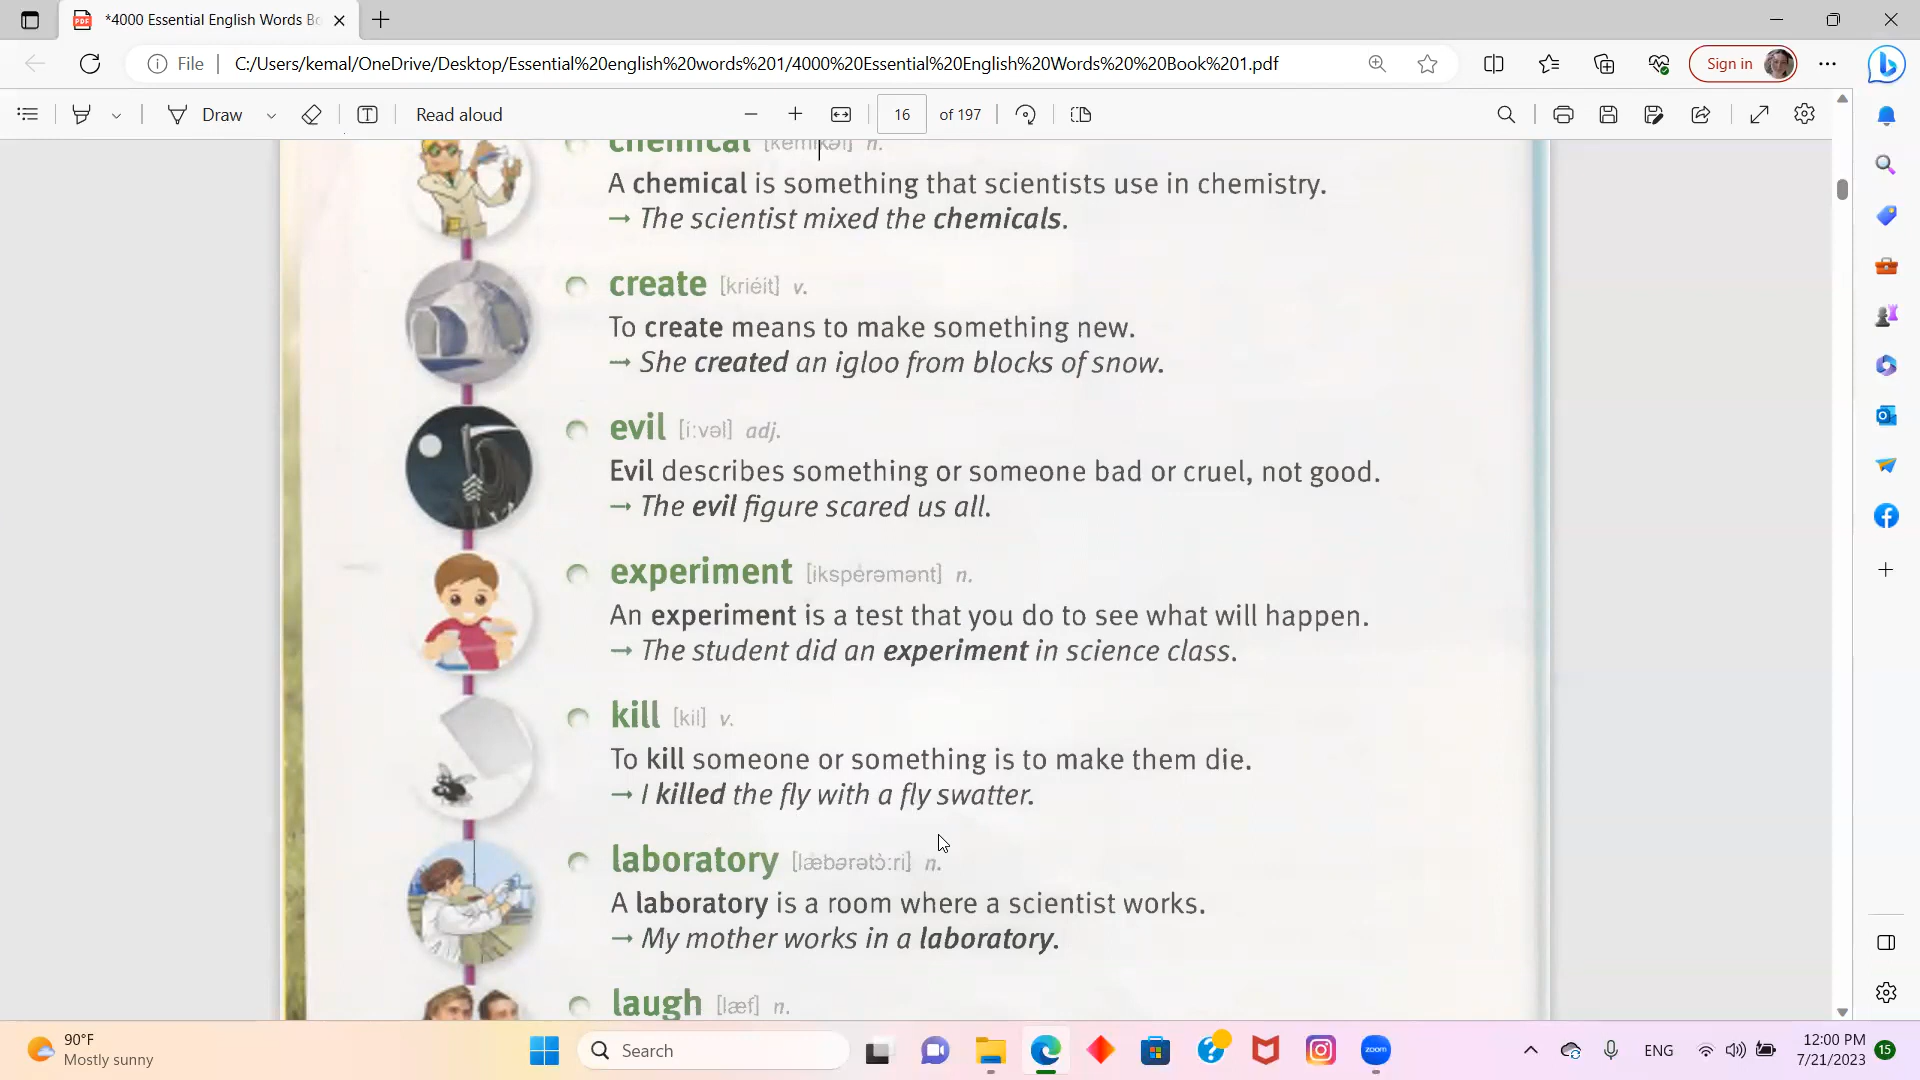 *4000 Essential English Words Bo
File
C:/Users/kemal/OneDrive/Desktop/Essential%20english%20words%201/4000%20Essential%20English%20Words%20%20Book%201.pdf
Sign in
Draw
Read aloud
16
of 197
chemical [kémikəl] n.
A chemical is something that scientists use in chemistry.
→ The scientist mixed the chemicals.
create [kriéit] v.
To create means to make something new.
→ She created an igloo from blocks of snow.
evil [i:vəl] adj.
Evil describes something or someone bad or cruel, not good.
→ The evil figure scared us all.
experiment [ikspérəmənt] n.
An experiment is a test that you do to see what will happen.
→ The student did an experiment in science class.
kill [kil] v.
To kill someone or something is to make them die.
→ I killed the fly with a fly swatter.
laboratory [lǽbərətò:ri] n.
A laboratory is a room where a scientist works.
→ My mother works in a laboratory.
laugh [læf] n.
90°F
Mostly sunny
Search
zoom
ENG
12:00 PM
7/21/2023
15